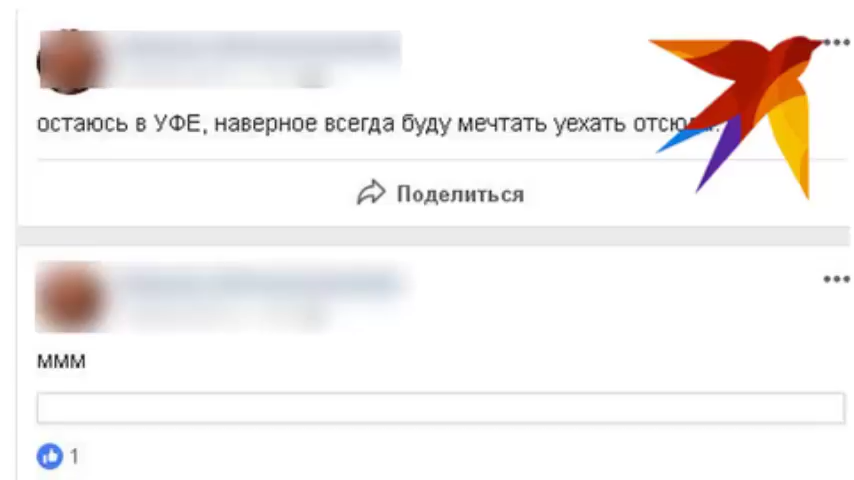 остаюсь в УФЕ, наверное всегда буду мечтать уехать
Поделиться
ммм
1